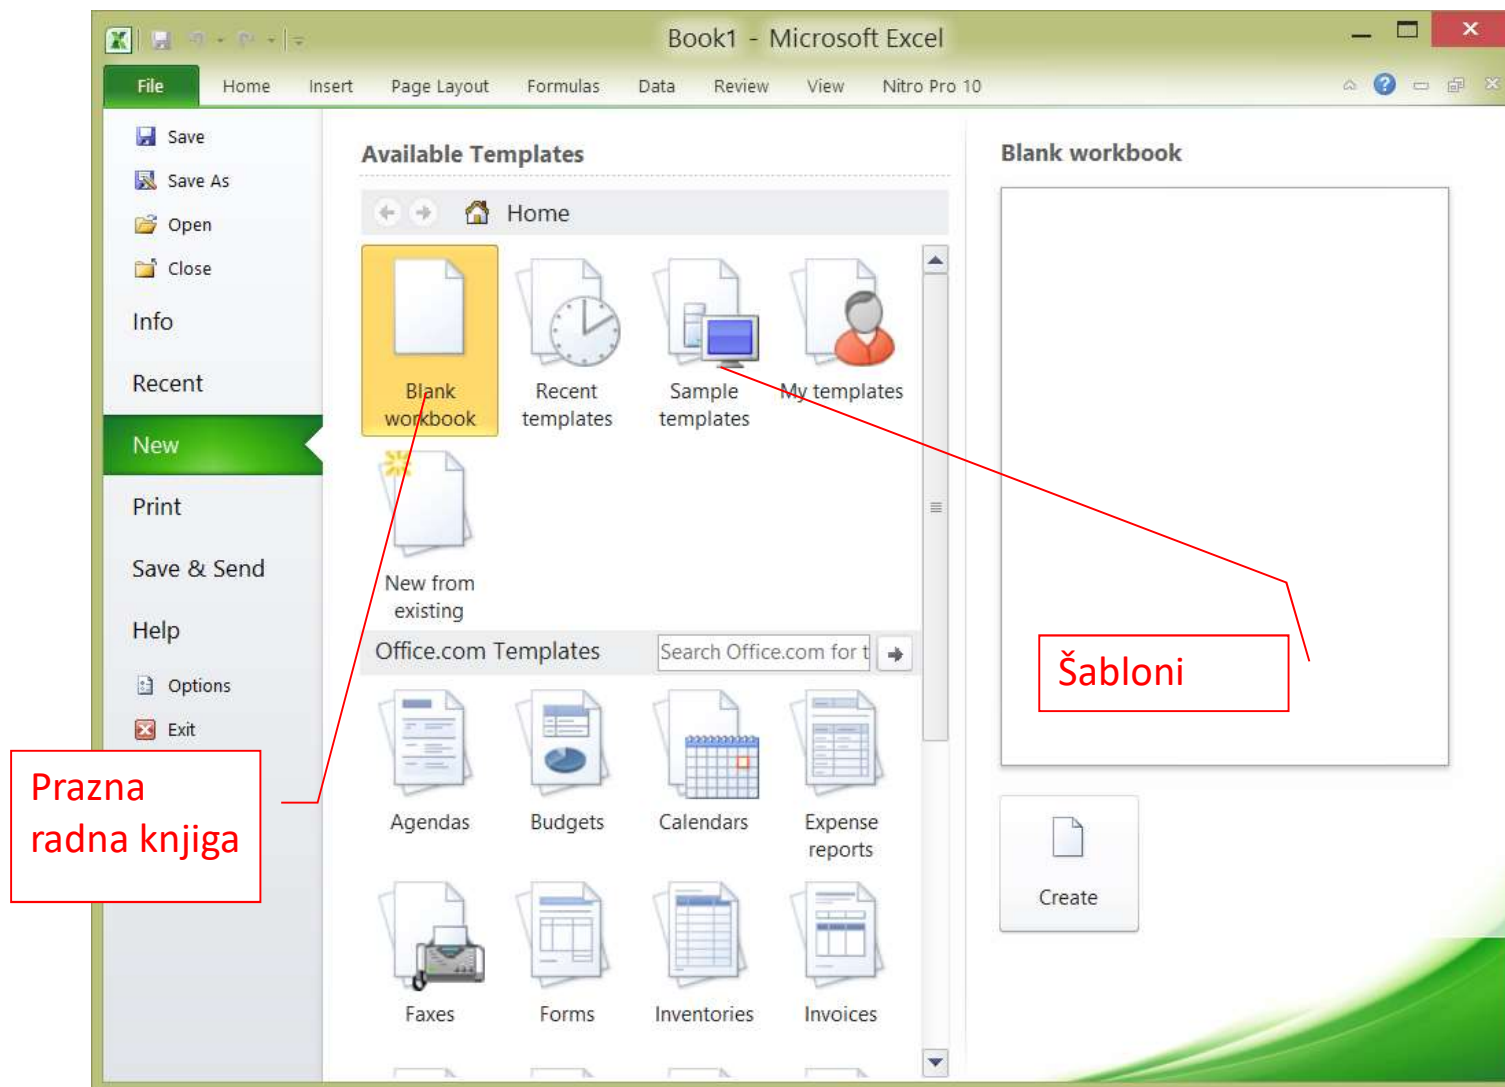 Book1 - Microsoft Excel
File Home Insert Page Layout Formulas Data Review View Nitro Pro 10
Save
Save As
Open
Close
Info
Recent
New
Print
Save & Send
Help
Options
Exit
Available Templates
Home
Blank
workbook
Recent
templates
Sample
templates
My templates
New from
existing
Office.com Templates
Search Office.com for t
Agendas
Budgets
Calendars
Expense
reports
Faxes
Forms
Inventories
Invoices
Blank workbook
Create
Šabloni
Prazna
radna knjiga